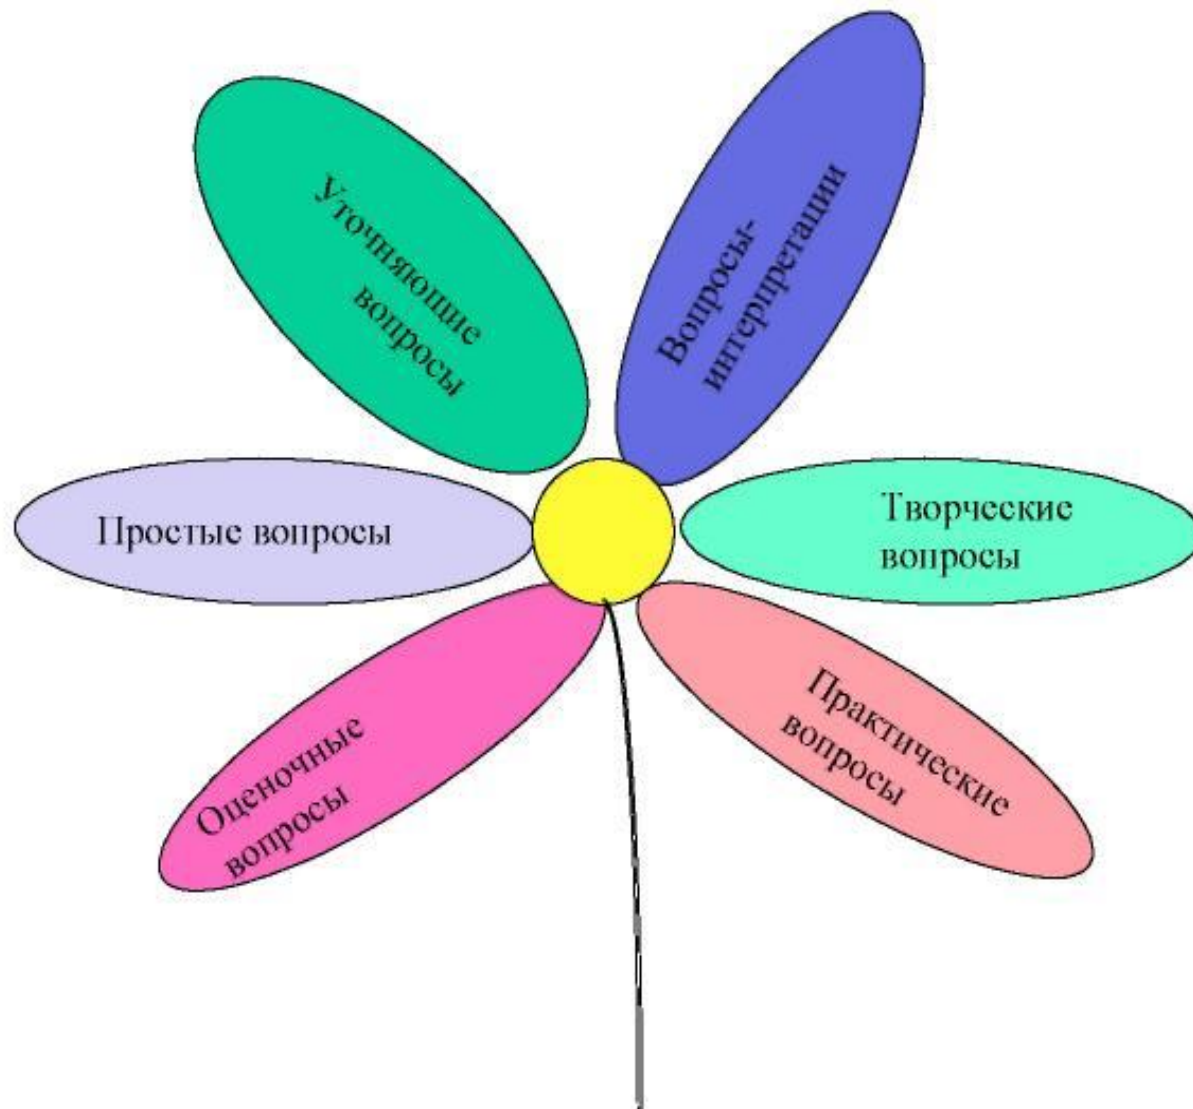 Уточняющие
вопросы
Вопросы-
интерпретации
Простые вопросы
Творческие
вопросы
Оценочные
вопросы
Практические
вопросы